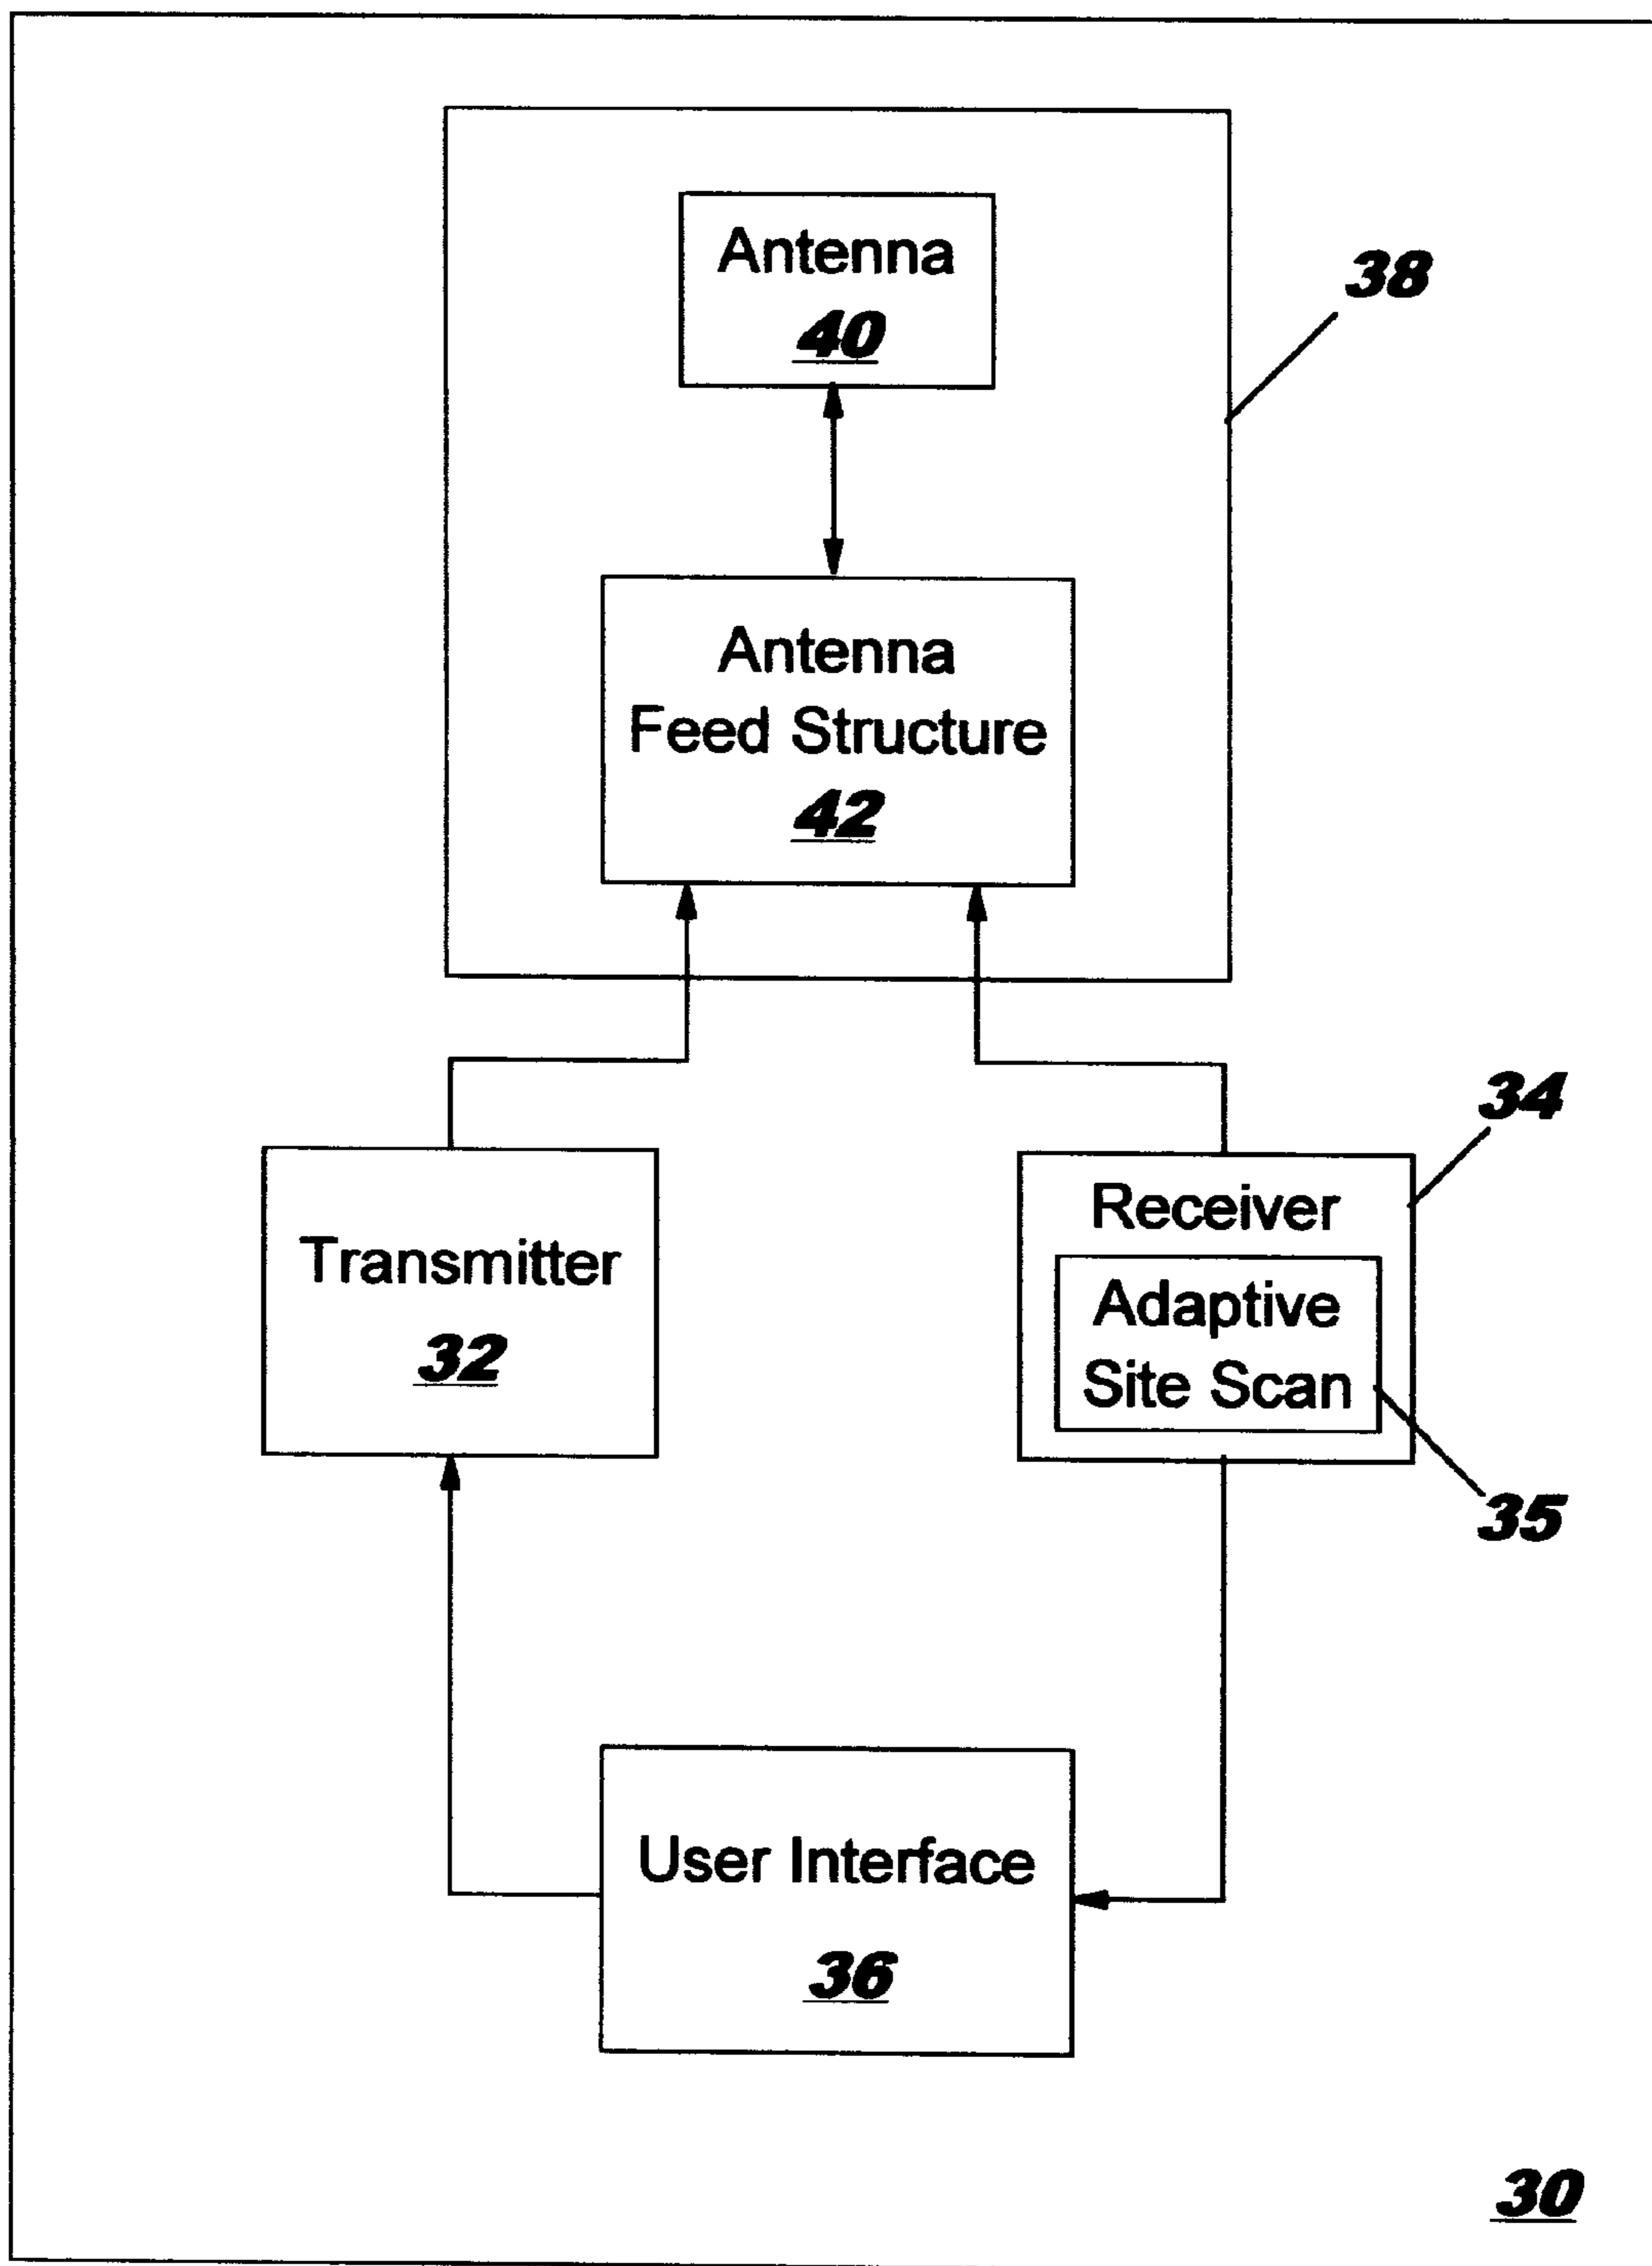 Antenna
40
38
Antenna
Feed Structure
42
34
Transmitter
32
Receiver
Adaptive
Site Scan
35
User Interface
36
30